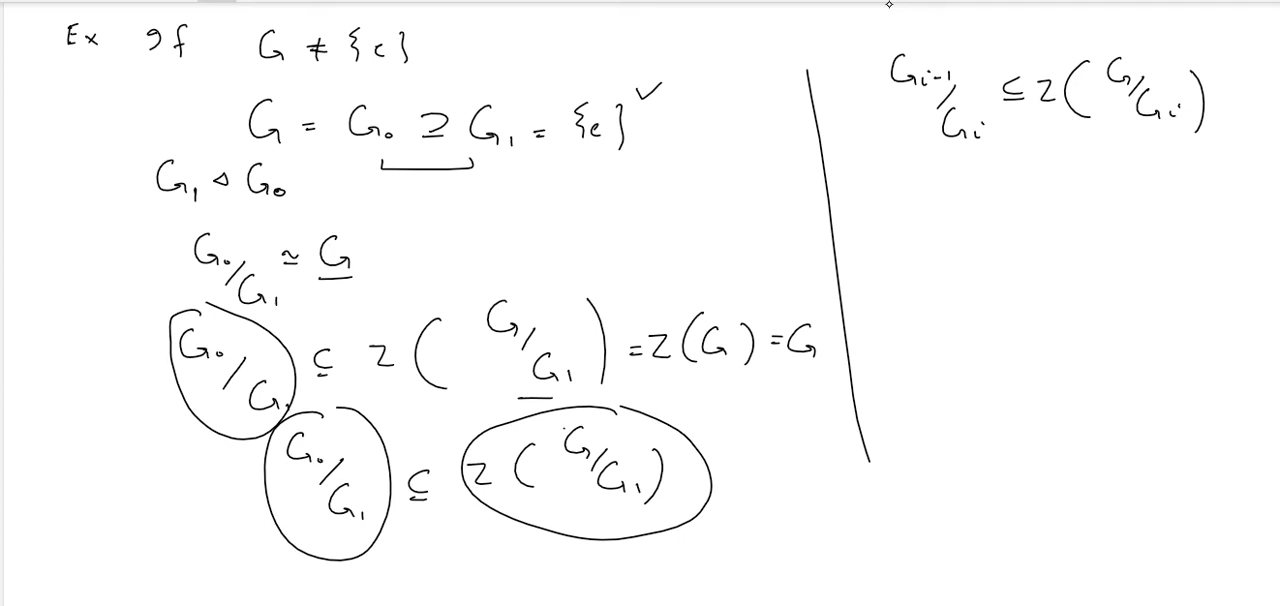 Ex If G ≠ {e}
G = G₀ ⊇ G₁ = {e} ✓
G₁ △ G₀
G₀/G₁ ≃ G
G₀/G₁ ⊆ Z(G/G₁) = Z(G) = G
G₀/G₁ ⊆ Z(G/G₁)
Gᵢ₋₁/Gᵢ ⊆ Z(G/Gᵢ)